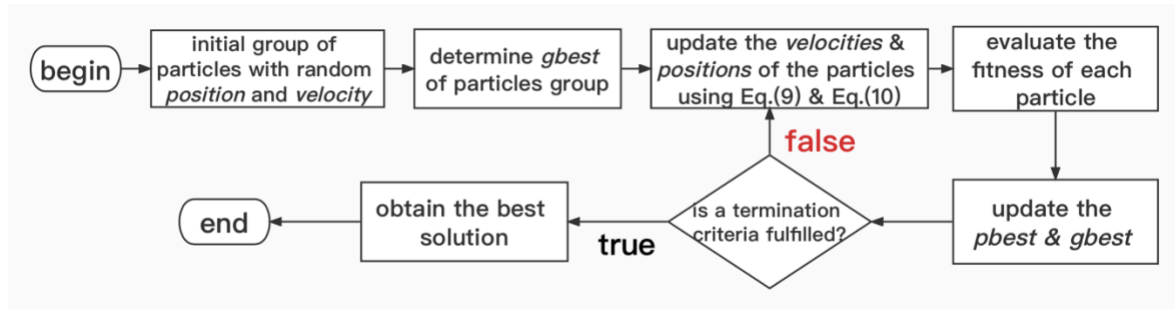 begin
initial group of
particles with random
position and velocity
determine gbest
of particles group
update the velocities &
positions of the particles
using Eq.(9) & Eq.(10)
evaluate the
fitness of each
particle
update the
pbest & gbest
is a termination
criteria fulfilled?
false
true
obtain the best
solution
end